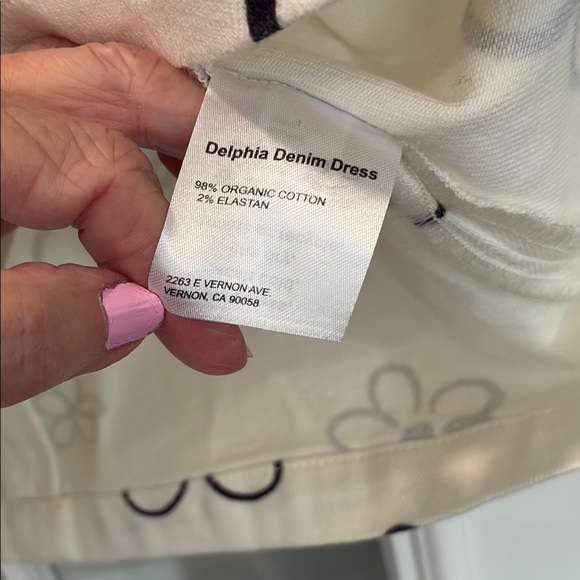 Delphia Denim Dress
98% ORGANIC COTTON
2% ELASTAN
2263 E VERNON AVE.
VERNON, CA 90058